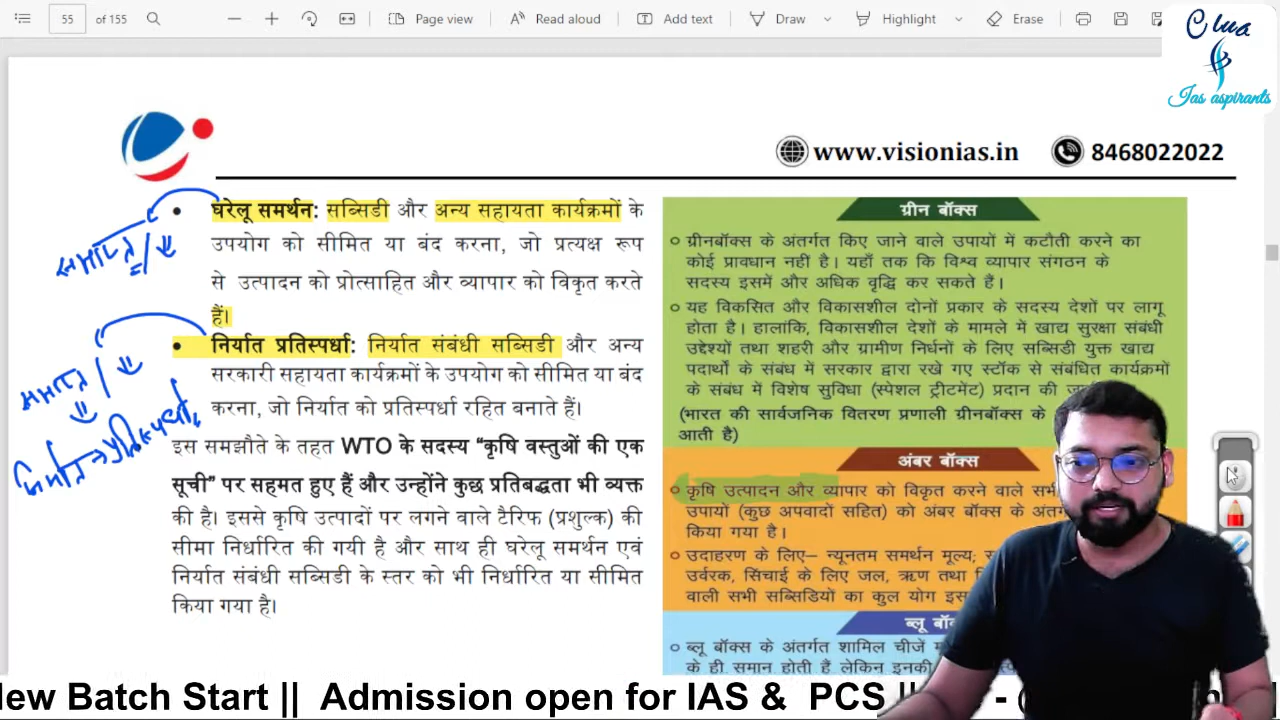 55 of 155
Page view
Read aloud
Add text
Draw
Highlight
Erase
Clua
Ias aspirants
www.visionias.in 8468022022
• घरेलू समर्थन: सब्सिडी और अन्य सहायता कार्यक्रमों के
उपयोग को सीमित या बंद करना, जो प्रत्यक्ष रूप
से उत्पादन को प्रोत्साहित और व्यापार को विकृत करते
हैं।
• निर्यात प्रतिस्पर्धा: निर्यात संबंधी सब्सिडी और अन्य
सरकारी सहायता कार्यक्रमों के उपयोग को सीमित या बंद
करना, जो निर्यात को प्रतिस्पर्धा रहित बनाते हैं।
इस समझौते के तहत WTO के सदस्य “कृषि वस्तुओं की एक
सूची” पर सहमत हुए हैं और उन्होंने कुछ प्रतिबद्धता भी व्यक्त
की है। इससे कृषि उत्पादों पर लगने वाले टैरिफ (प्रशुल्क) की
सीमा निर्धारित की गयी है और साथ ही घरेलू समर्थन एवं
निर्यात संबंधी सब्सिडी के स्तर को भी निर्धारित या सीमित
किया गया है।
ग्रीन बॉक्स
ग्रीनबॉक्स के अंतर्गत किए जाने वाले उपायों में कटौती करने का
कोई प्रावधान नहीं है। यहाँ तक कि विश्व व्यापार संगठन के
सदस्य इसमें और अधिक वृद्धि कर सकते हैं।
यह विकसित और विकासशील दोनों प्रकार के सदस्य देशों पर लागू
होता है। हालांकि, विकासशील देशों के मामले में खाद्य सुरक्षा संबंधी
उद्देश्यों तथा शहरी और ग्रामीण निर्धनों के लिए सब्सिडी युक्त खाद्य
पदार्थों के संबंध में सरकार द्वारा रखे गए स्टॉक से संबंधित कार्यक्रमों
के संबंध में विशेष सुविधा (स्पेशल ट्रीटमेंट) प्रदान की
(भारत की सार्वजनिक वितरण प्रणाली ग्रीनबॉक्स के
आती है)
अंबर बॉक्स
कृषि उत्पादन और व्यापार को विकृत करने वाले सभी
उपायों (कुछ अपवादों सहित) को अंबर बॉक्स के
किया गया है।
उदाहरण के लिए– न्यूनतम समर्थन मूल्य;
उर्वरक, सिंचाई के लिए जल, ऋण तथा
वाली सभी सब्सिडियों का कुल योग
ब्लू
ब्लू बॉक्स के अंतर्गत शामिल चीजें
के ही समान होती हैं लेकिन
New Batch Start || Admission open for IAS & PCS ||